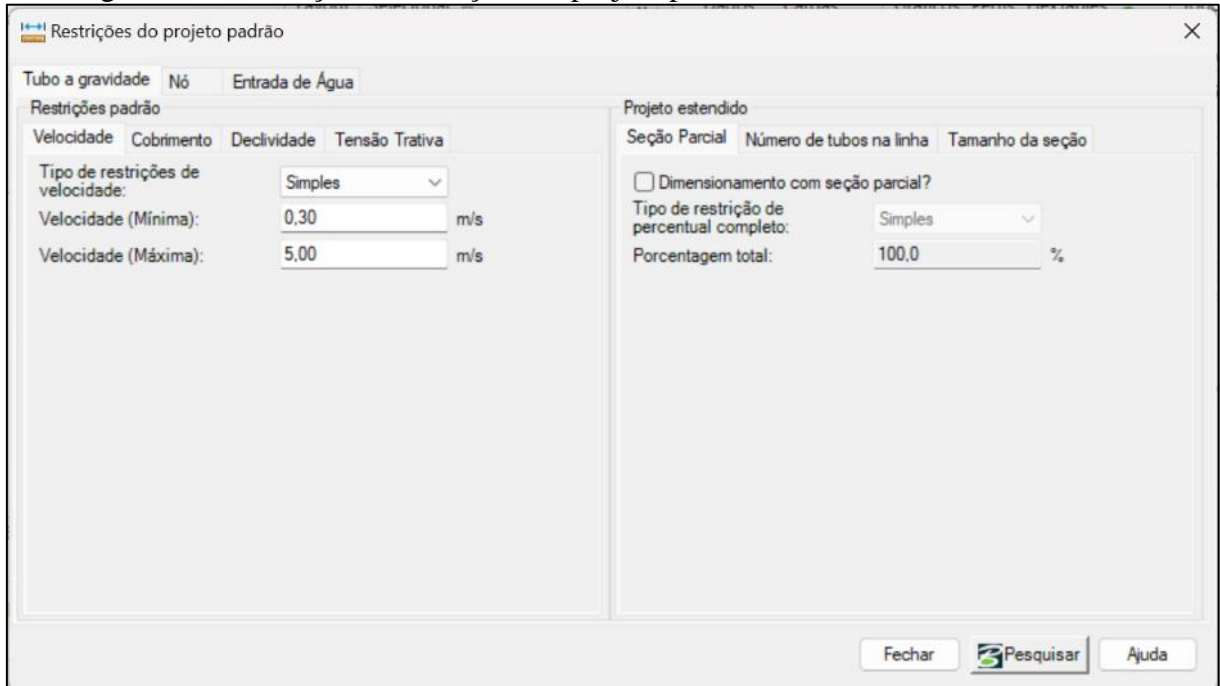 Restrições do projeto padrão
Tubo a gravidade Nó Entrada de Água
Restrições padrão
Velocidade Cobrimento Declividade Tensão Trativa
Tipo de restrições de
velocidade:
Simples
Velocidade (Mínima): 0,30 m/s
Velocidade (Máxima): 5,00 m/s
Projeto estendido
Seção Parcial Número de tubos na linha Tamanho da seção
Dimensionamento com seção parcial?
Tipo de restrição de
percentual completo:
Simples
Porcentagem total: 100,0 %
Fechar Pesquisar Ajuda